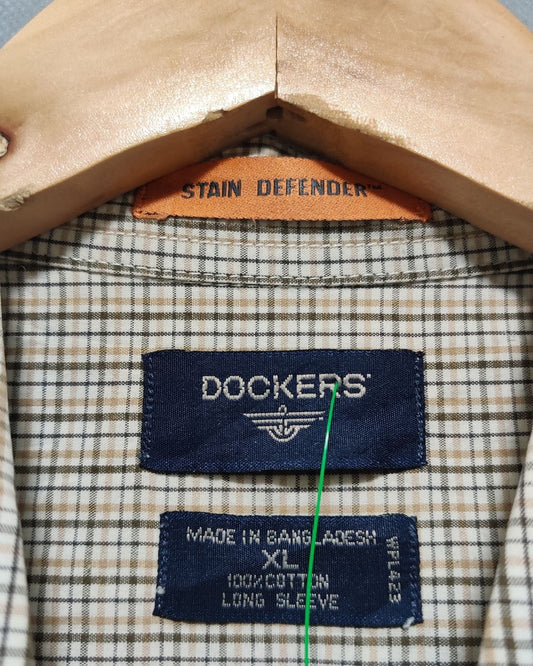 STAIN DEFENDER™
DOCKERS®
MADE IN BANGLADESH
XL
100%COTTON
LONG SLEEVE
WPL423